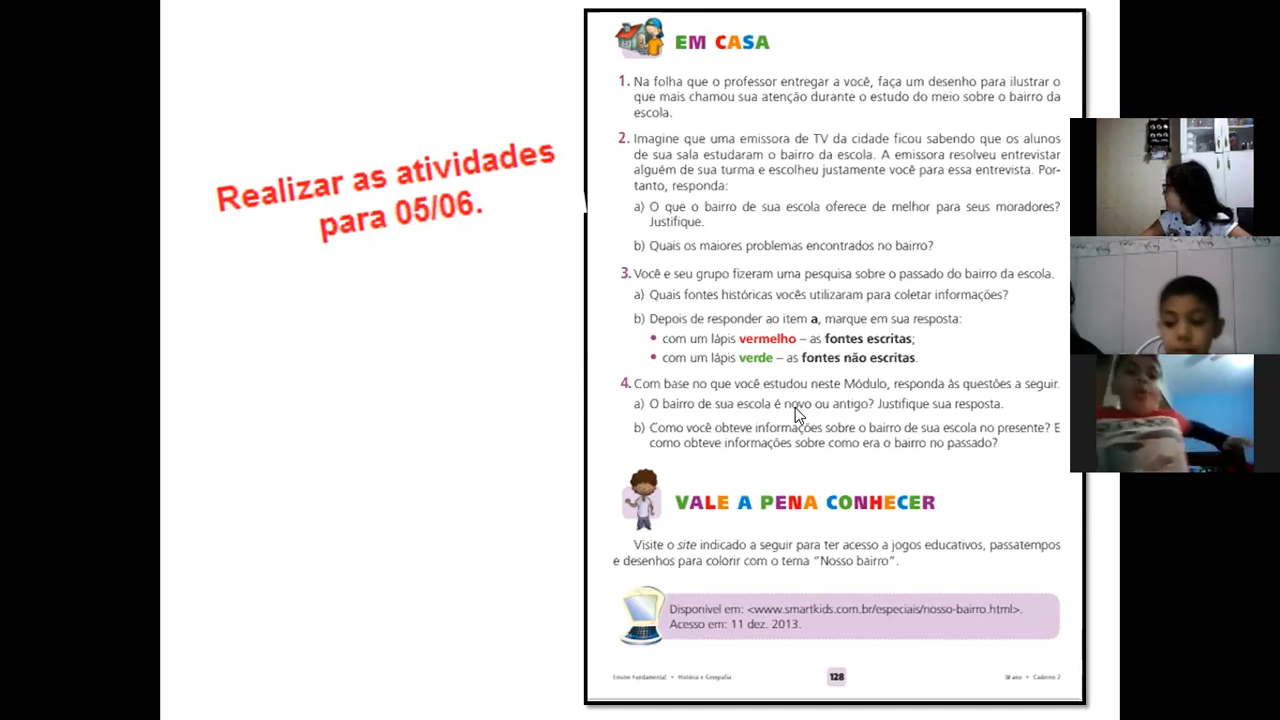 Realizar as atividades
para 05/06.
EM CASA
1. Na folha que o professor entregar a você, faça um desenho para ilustrar o
que mais chamou sua atenção durante o estudo do meio sobre o bairro da
escola.
2. Imagine que uma emissora de TV da cidade ficou sabendo que os alunos
de sua sala estudaram o bairro da escola. A emissora resolveu entrevistar
alguém de sua turma e escolheu justamente você para essa entrevista. Por-
tanto, responda:
a) O que o bairro de sua escola oferece de melhor para seus moradores?
Justifique.
b) Quais os maiores problemas encontrados no bairro?
3. Você e seu grupo fizeram uma pesquisa sobre o passado do bairro da escola.
a) Quais fontes históricas vocês utilizaram para coletar informações?
b) Depois de responder ao item a, marque em sua resposta:
• com um lápis vermelho – as fontes escritas;
• com um lápis verde – as fontes não escritas.
4. Com base no que você estudou neste Módulo, responda às questões a seguir.
a) O bairro de sua escola é novo ou antigo? Justifique sua resposta.
b) Como você obteve informações sobre o bairro de sua escola no presente? E
como obteve informações sobre como era o bairro no passado?
VALE A PENA CONHECER
Visite o site indicado a seguir para ter acesso a jogos educativos, passatempos
e desenhos para colorir com o tema “Nosso bairro”.
Disponível em: <www.smartkids.com.br/especiais/nosso-bairro.html>.
Acesso em: 11 dez. 2013.
Ensino Fundamental • História e Geografia 128 3º ano • Caderno 2